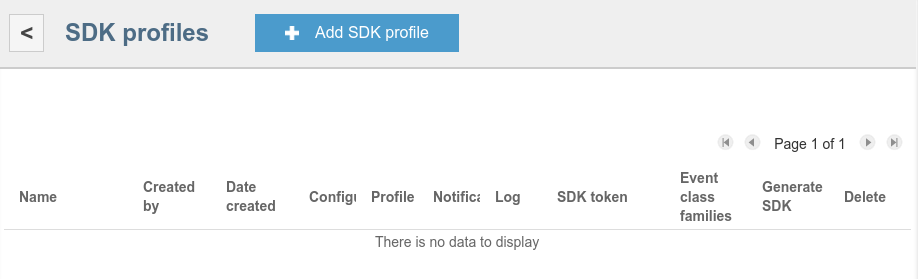 < SDK profiles + Add SDK profile
Page 1 of 1
Name Created by Date created Configu Profile Notifica Log SDK token Event class families Generate SDK Delete
There is no data to display